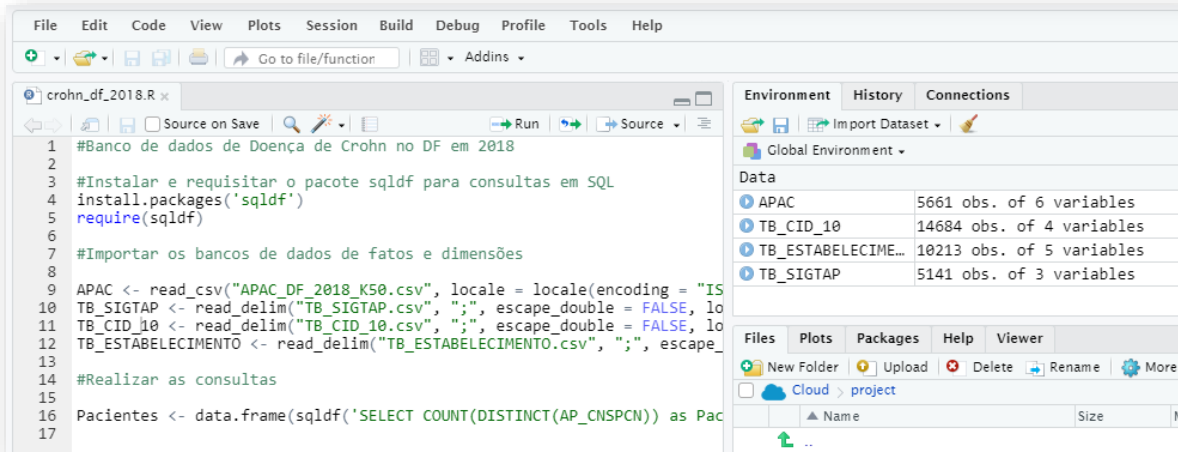 File Edit Code View Plots Session Build Debug Profile Tools Help
Go to file/function Addins
crohn_df_2018.R
Source on Save Run Source
1 #Banco de dados de Doença de Crohn no DF em 2018
2
3 #Instalar e requisitar o pacote sqldf para consultas em SQL
4 install.packages('sqldf')
5 require(sqldf)
6
7 #Importar os bancos de dados de fatos e dimensões
8
9 APAC <- read_csv("APAC_DF_2018_K50.csv", locale = locale(encoding = "IS
10 TB_SIGTAP <- read_delim("TB_SIGTAP.csv", ";", escape_double = FALSE, lo
11 TB_CID_10 <- read_delim("TB_CID_10.csv", ";", escape_double = FALSE, lo
12 TB_ESTABELECIMENTO <- read_delim("TB_ESTABELECIMENTO.csv", ";", escape_
13
14 #Realizar as consultas
15
16 Pacientes <- data.frame(sqldf('SELECT COUNT(DISTINCT(AP_CNSPCN)) as Pac
17
Environment History Connections
Import Dataset
Global Environment
Data
APAC 5661 obs. of 6 variables
TB_CID_10 14684 obs. of 4 variables
TB_ESTABELECIME… 10213 obs. of 5 variables
TB_SIGTAP 5141 obs. of 3 variables
Files Plots Packages Help Viewer
New Folder Upload Delete Rename More
Cloud > project
Name Size
..